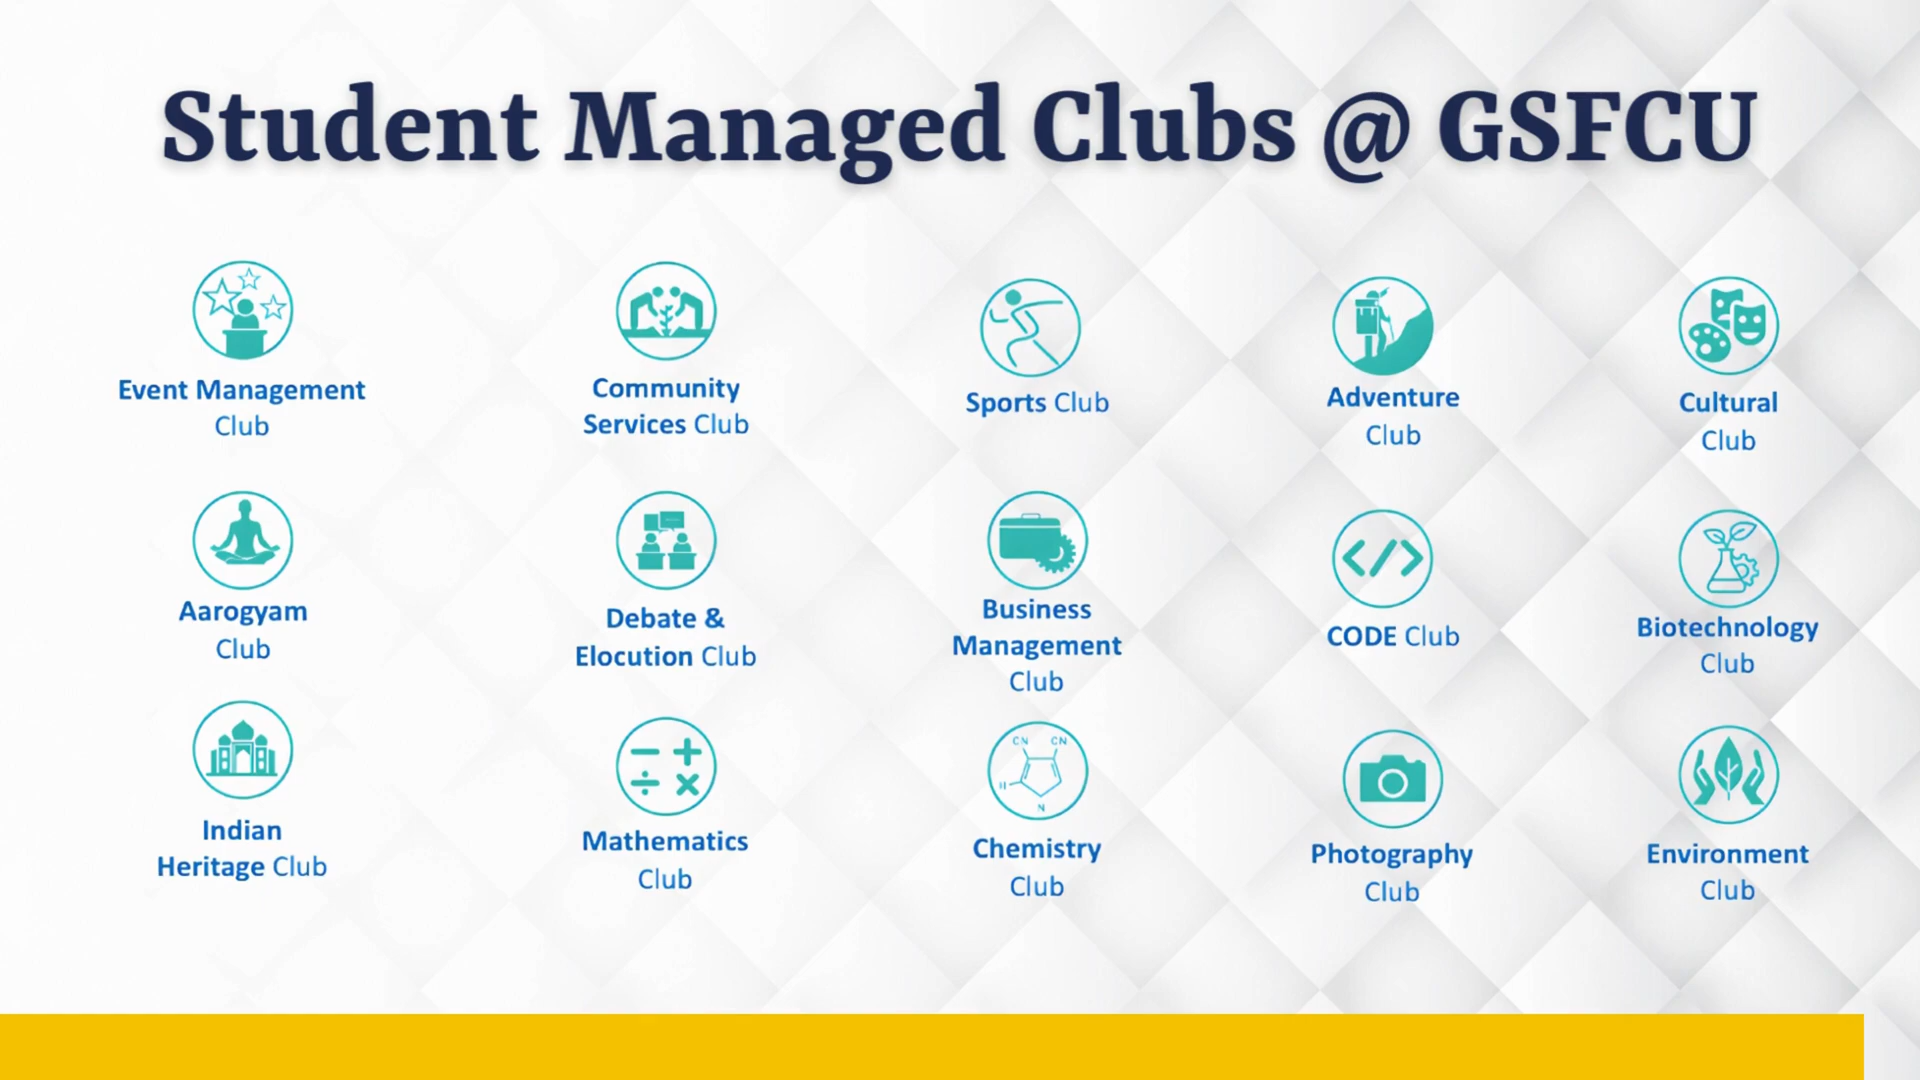 Student Managed Clubs @ GSFCU
Event Management
Club
Community
Services Club
Sports Club
Adventure
Club
Cultural
Club
Aarogyam
Club
Debate &
Elocution Club
Business
Management
Club
CODE Club
Biotechnology
Club
Indian
Heritage Club
Mathematics
Club
CN CN
H
N
Chemistry
Club
Photography
Club
Environment
Club